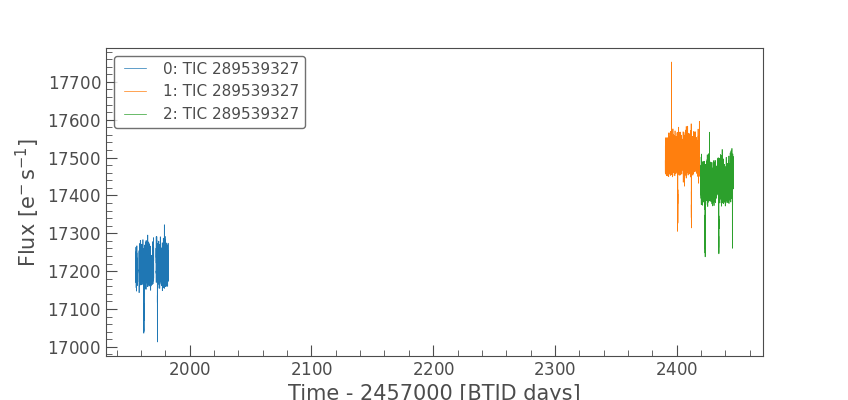 0: TIC 289539327
1: TIC 289539327
2: TIC 289539327
17700
17600
17500
17400
17300
17200
17100
17000
Flux [e⁻ s⁻¹]
2000 2100 2200 2300 2400
Time - 2457000 [BTJD days]